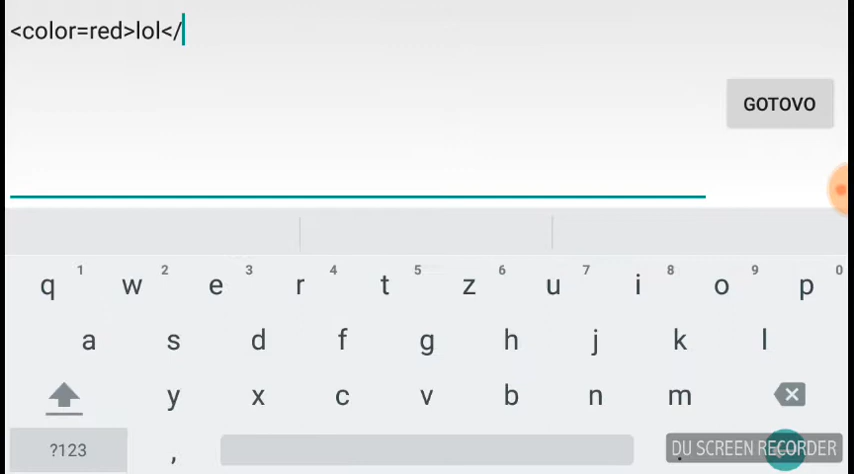 <color=red>lol</
GOTOVO
1 2 3 4 5 6 7 8 9 0
q w e r t z u i o p
a s d f g h j k l
y x c v b n m
?123 , .
DU SCREEN RECORDER